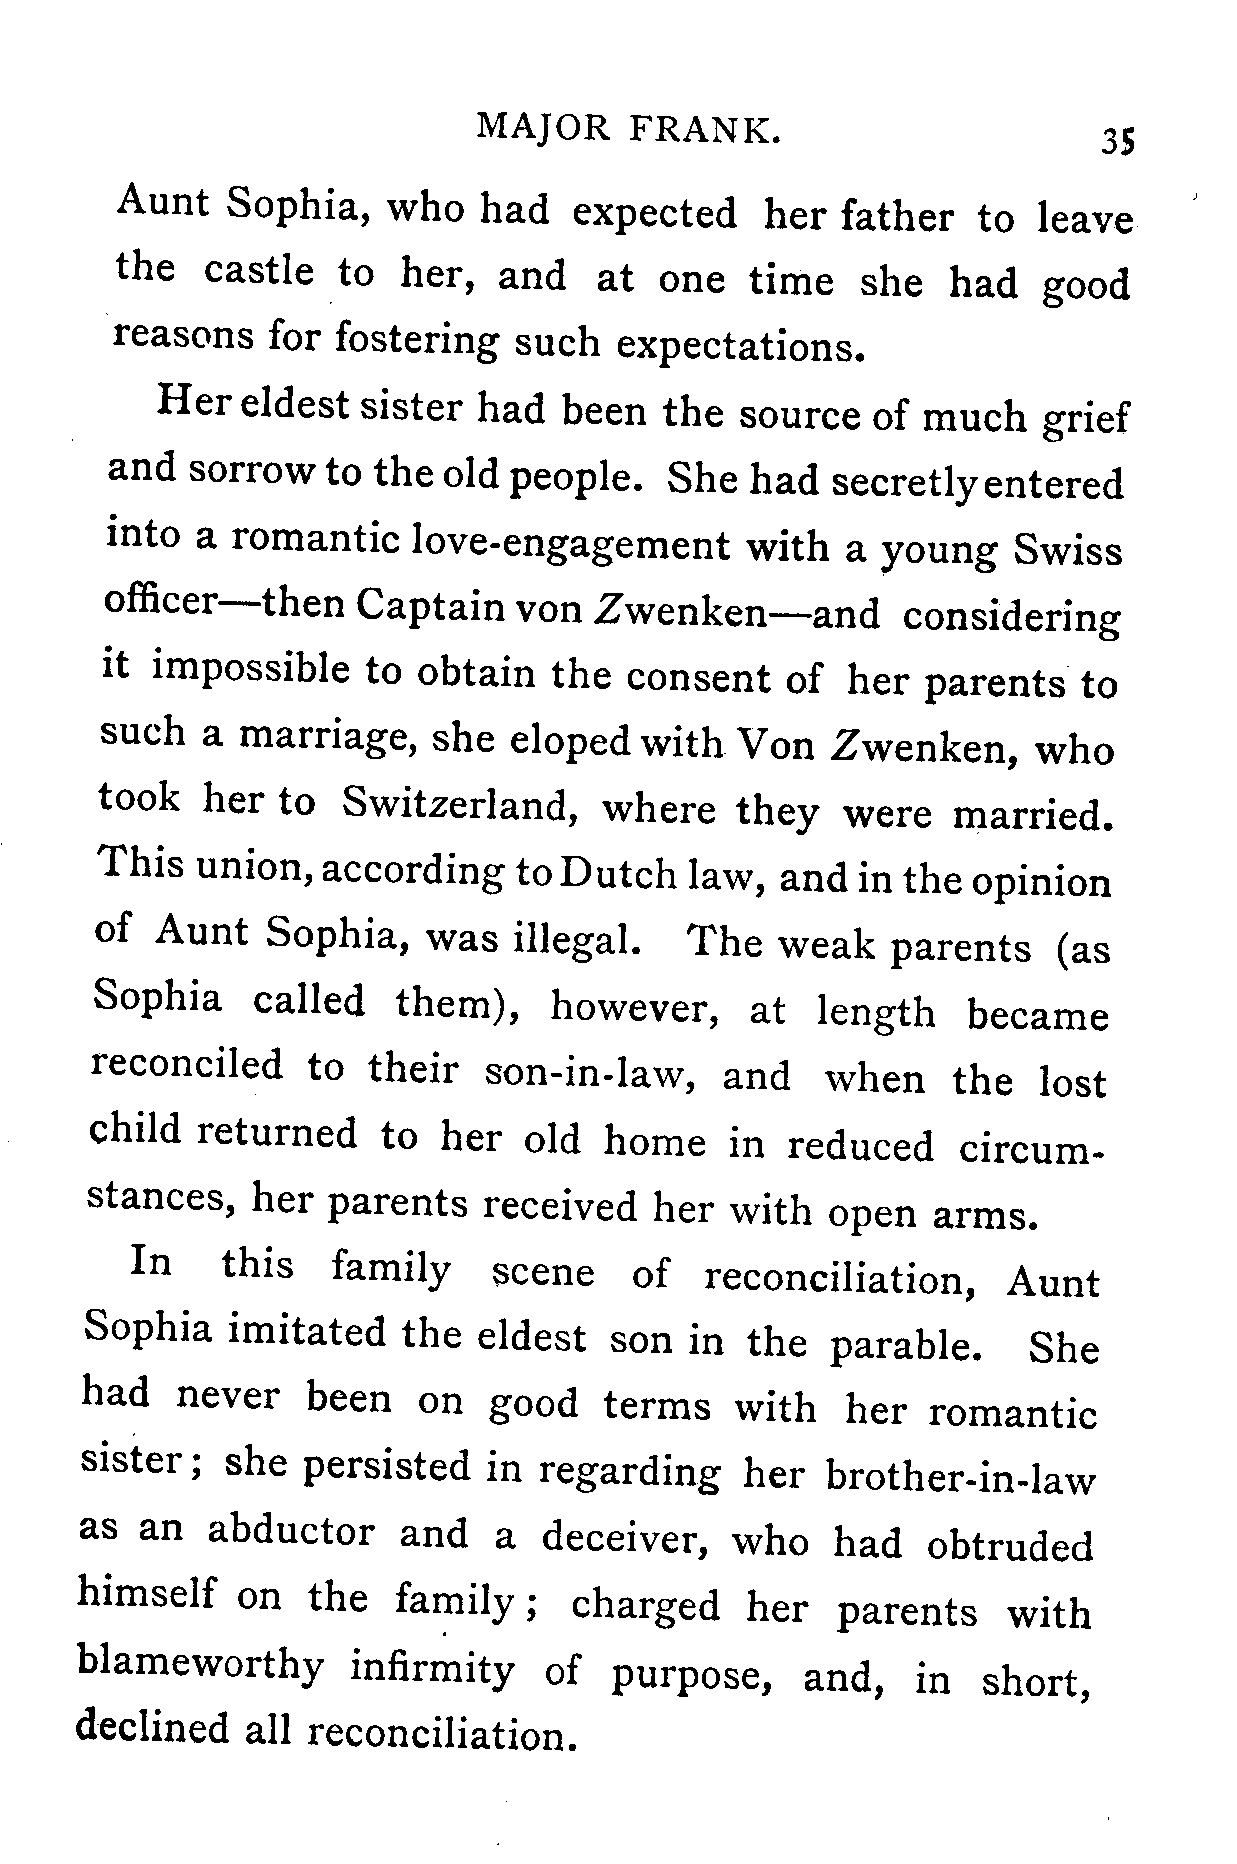 MAJOR FRANK. 35
Aunt Sophia, who had expected her father to leave
the castle to her, and at one time she had good
reasons for fostering such expectations.
Her eldest sister had been the source of much grief
and sorrow to the old people. She had secretly entered
into a romantic love-engagement with a young Swiss
officer—then Captain von Zwenken—and considering
it impossible to obtain the consent of her parents to
such a marriage, she eloped with Von Zwenken, who
took her to Switzerland, where they were married.
This union, according to Dutch law, and in the opinion
of Aunt Sophia, was illegal. The weak parents (as
Sophia called them), however, at length became
reconciled to their son-in-law, and when the lost
child returned to her old home in reduced circum-
stances, her parents received her with open arms.
In this family scene of reconciliation, Aunt
Sophia imitated the eldest son in the parable. She
had never been on good terms with her romantic
sister; she persisted in regarding her brother-in-law
as an abductor and a deceiver, who had obtruded
himself on the family; charged her parents with
blameworthy infirmity of purpose, and, in short,
declined all reconciliation.